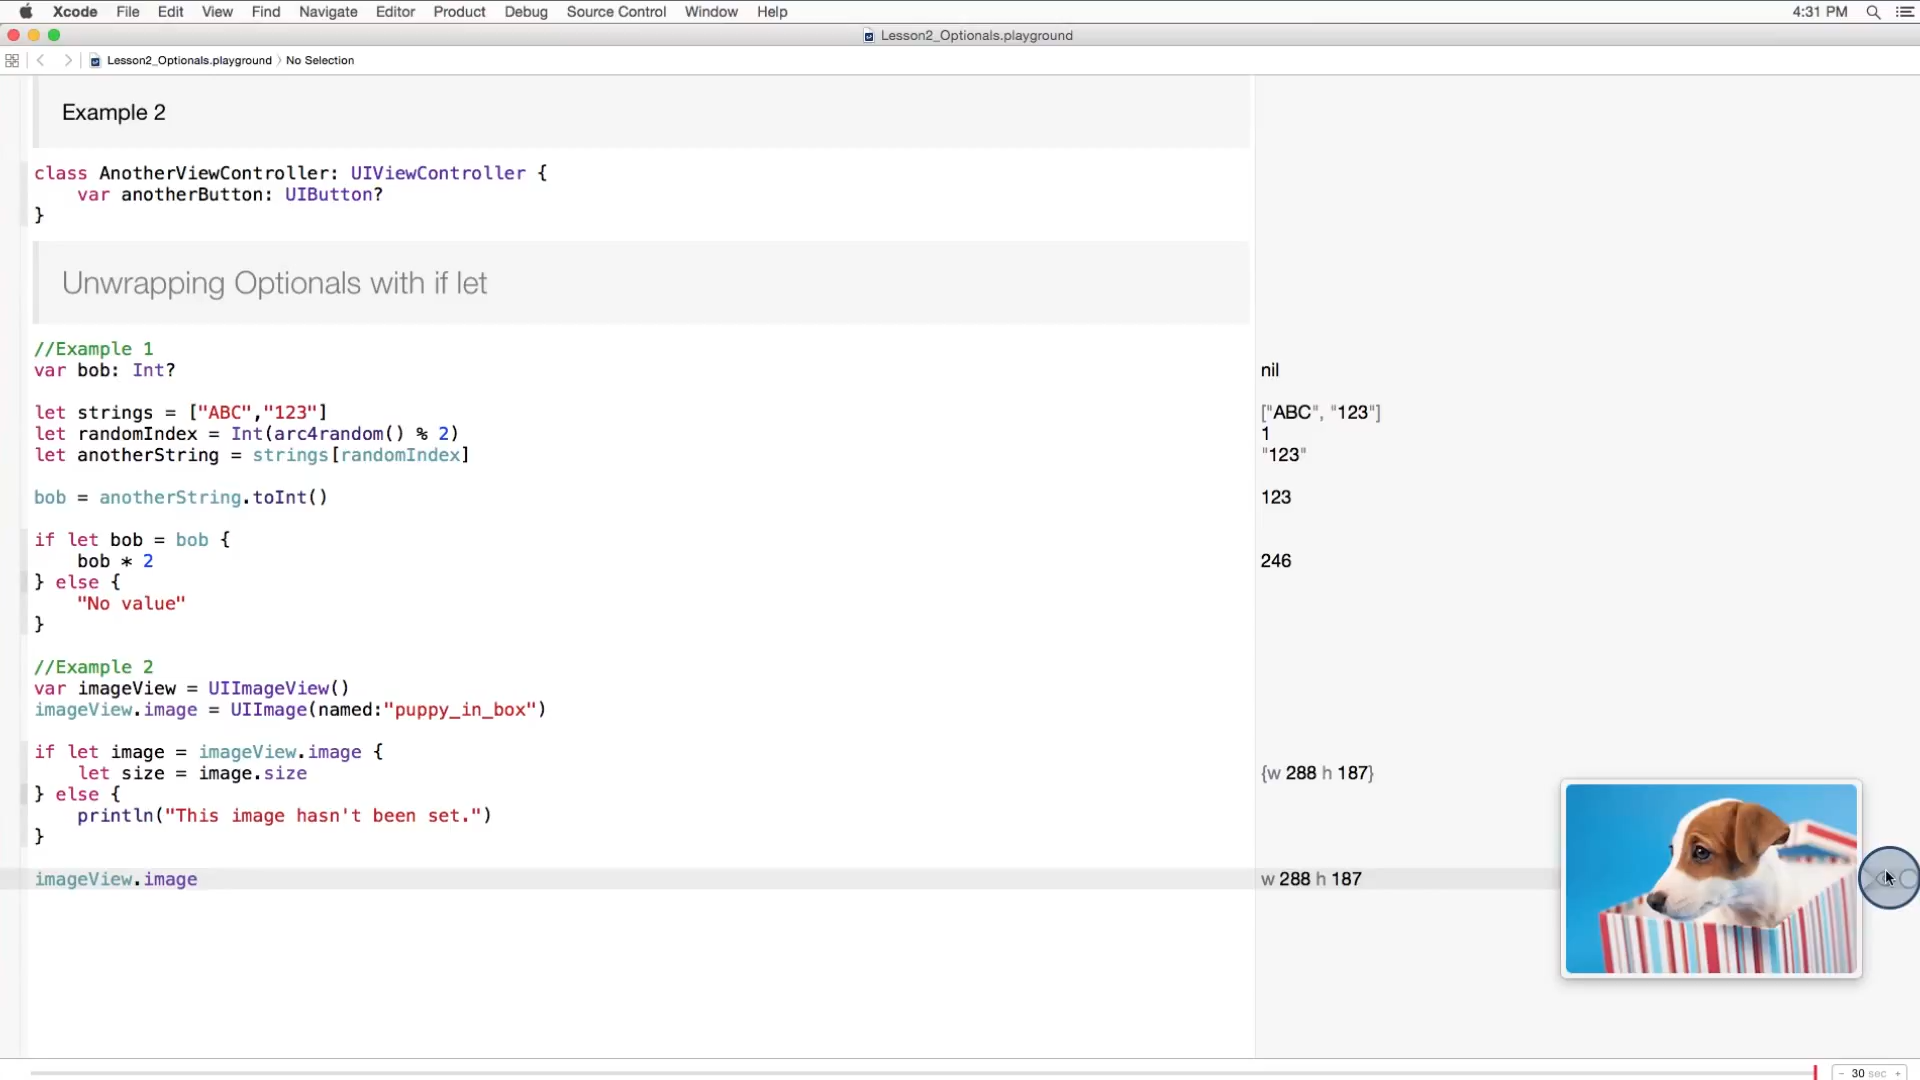 Xcode File Edit View Find Navigate Editor Product Debug Source Control Window Help 4:31 PM
Lesson2_Optionals.playground
Lesson2_Optionals.playground 〉 No Selection
Example 2
class AnotherViewController: UIViewController {
    var anotherButton: UIButton?
}
Unwrapping Optionals with if let
//Example 1
var bob: Int? nil
let strings = ["ABC","123"] ["ABC", "123"]
let randomIndex = Int(arc4random() % 2) 1
let anotherString = strings[randomIndex] "123"
bob = anotherString.toInt() 123
if let bob = bob {
    bob * 2 246
} else {
    "No value"
}
//Example 2
var imageView = UIImageView()
imageView.image = UIImage(named:"puppy_in_box")
if let image = imageView.image {
    let size = image.size {w 288 h 187}
} else {
    println("This image hasn't been set.")
}
imageView.image w 288 h 187
- 30 sec +